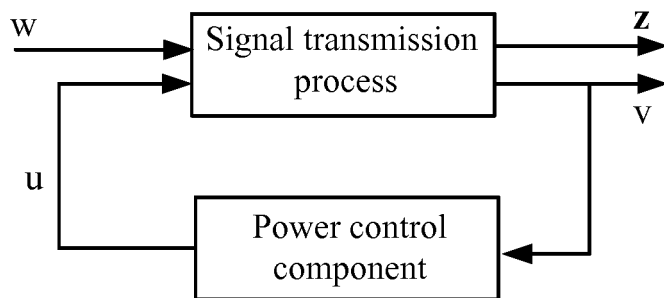 w
Signal transmission
process
z
v
u
Power control
component